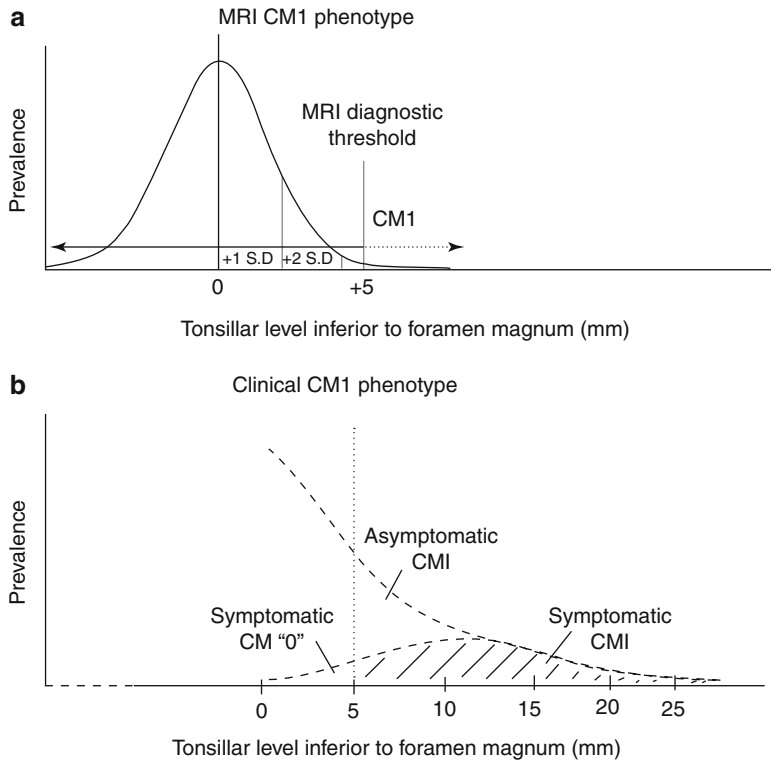 a
MRI CM1 phenotype
Prevalence
MRI diagnostic
threshold
CM1
+1 S.D
+2 S.D
0
+5
Tonsillar level inferior to foramen magnum (mm)
b
Clinical CM1 phenotype
Prevalence
Asymptomatic
CMI
Symptomatic
CM “0”
Symptomatic
CMI
0
5
10
15
20
25
Tonsillar level inferior to foramen magnum (mm)